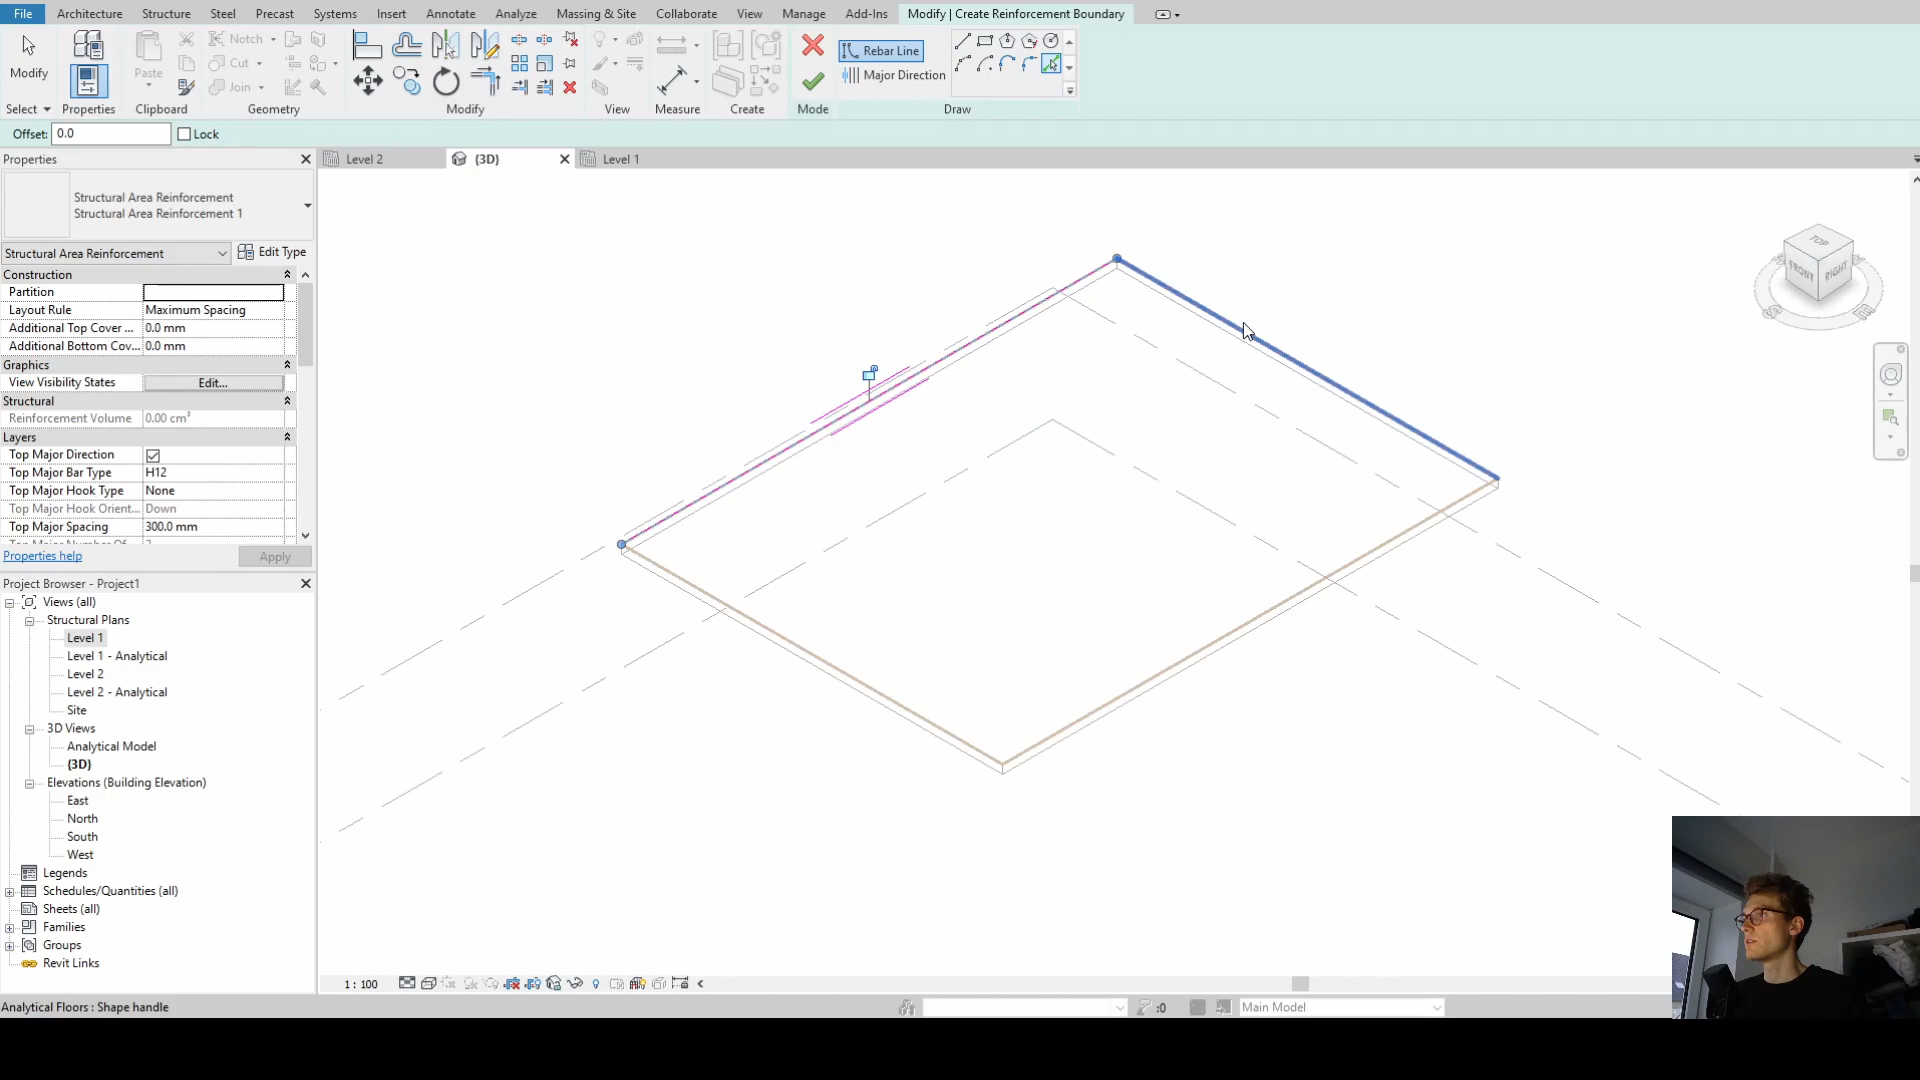 File Architecture Structure Steel Precast Systems Insert Annotate Analyze Massing & Site Collaborate View Manage Add-Ins Modify | Create Reinforcement Boundary
Modify
Paste
Notch
Cut
Join
Rebar Line
Major Direction
Select Properties Clipboard Geometry Modify View Measure Create Mode Draw
Offset: 0.0 Lock
Properties
Level 2
{3D}
Level 1
Structural Area Reinforcement
Structural Area Reinforcement 1
Structural Area Reinforcement Edit Type
Construction
Partition
Layout Rule Maximum Spacing
Additional Top Cover ... 0.0 mm
Additional Bottom Cov... 0.0 mm
Graphics
View Visibility States Edit...
Structural
Reinforcement Volume 0.00 cm³
Layers
Top Major Direction
Top Major Bar Type H12
Top Major Hook Type None
Top Major Hook Orient... Down
Top Major Spacing 300.0 mm
Properties help Apply
Project Browser - Project1
Views (all)
Structural Plans
Level 1
Level 1 - Analytical
Level 2
Level 2 - Analytical
Site
3D Views
Analytical Model
{3D}
Elevations (Building Elevation)
East
North
South
West
Legends
Schedules/Quantities (all)
Sheets (all)
Families
Groups
Revit Links
TOP
FRONT
RIGHT
S
E
1 : 100
Analytical Floors : Shape handle
:0
Main Model